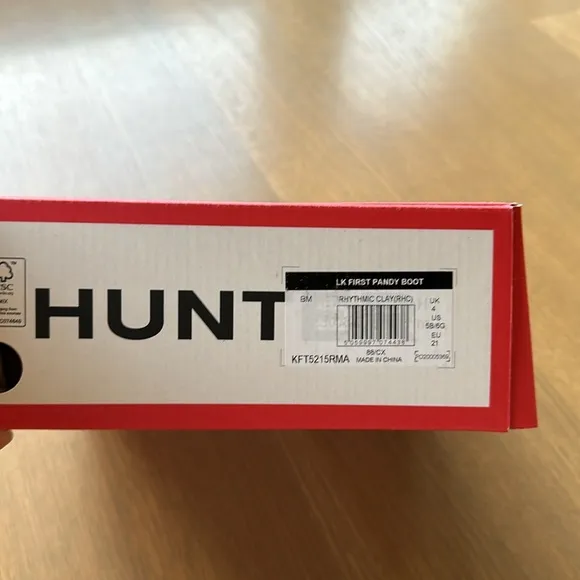 FSC
HUNT
LK FIRST PANDY BOOT
BM
RHYTHMIC CLAY(RHC)
UK
4
US
5B/6G
EU
21
KFT5215RMA
88/CX
MADE IN CHINA